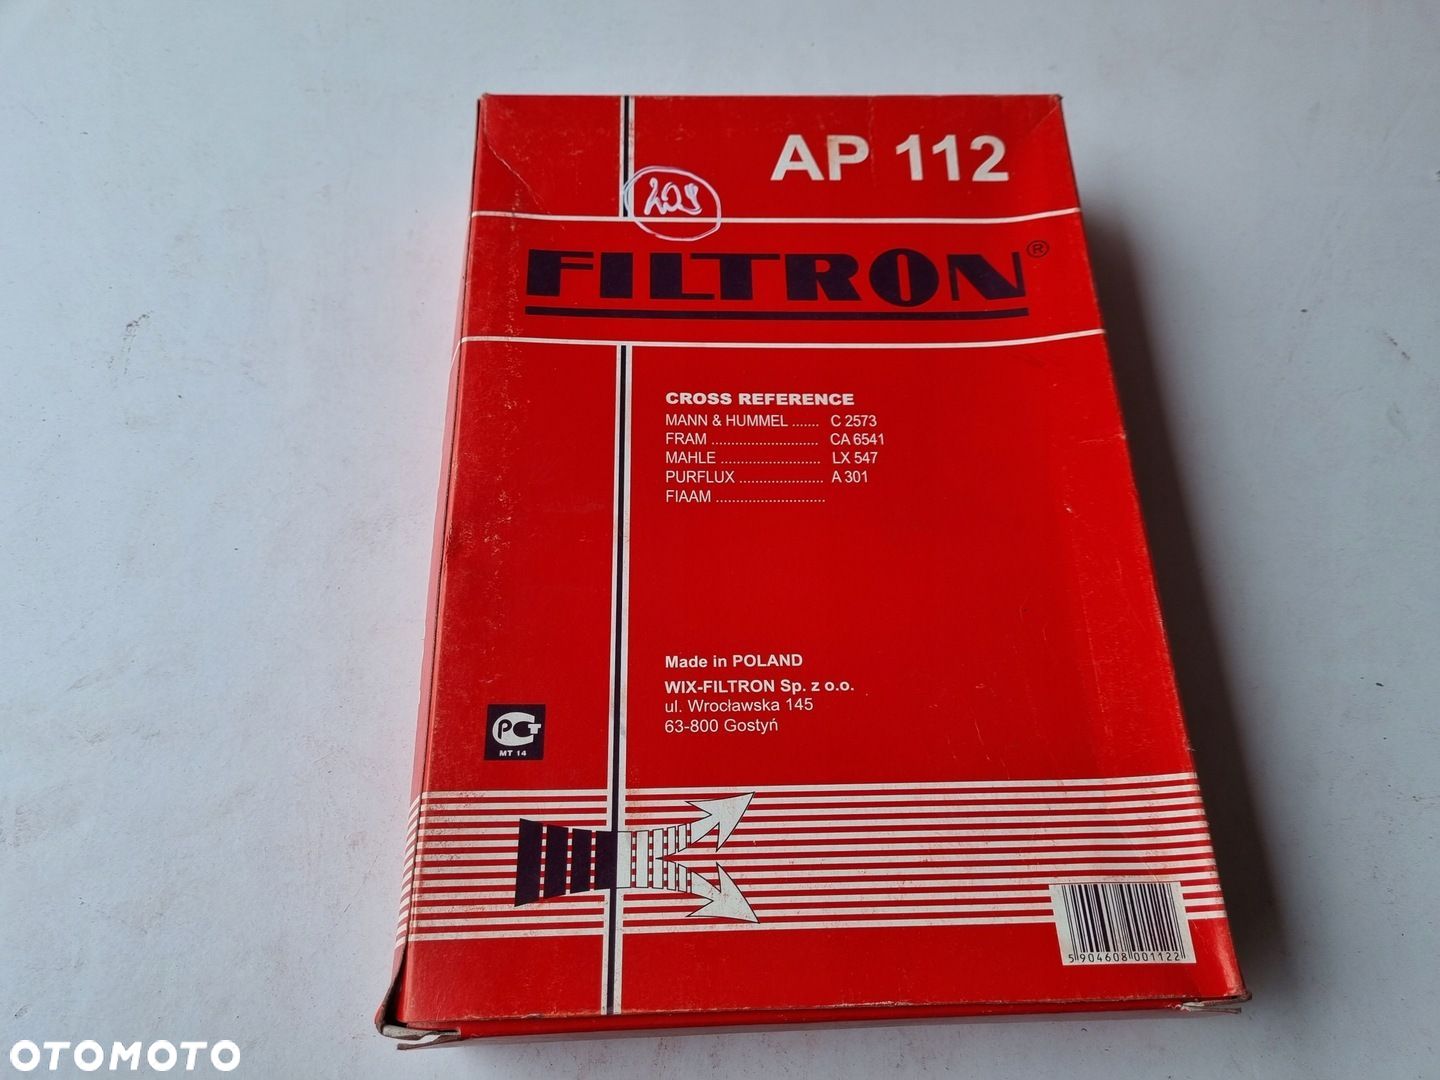 AP 112
FILTRON®
CROSS REFERENCE
MANN & HUMMEL ....... C 2573
FRAM ........................... CA 6541
MAHLE ......................... LX 547
PURFLUX ..................... A 301
FIAAM ...........................
Made in POLAND
WIX-FILTRON Sp. z o.o.
ul. Wrocławska 145
63-800 Gostyń
РСТ
MT 14
5 904608 001122
OTOMOTO